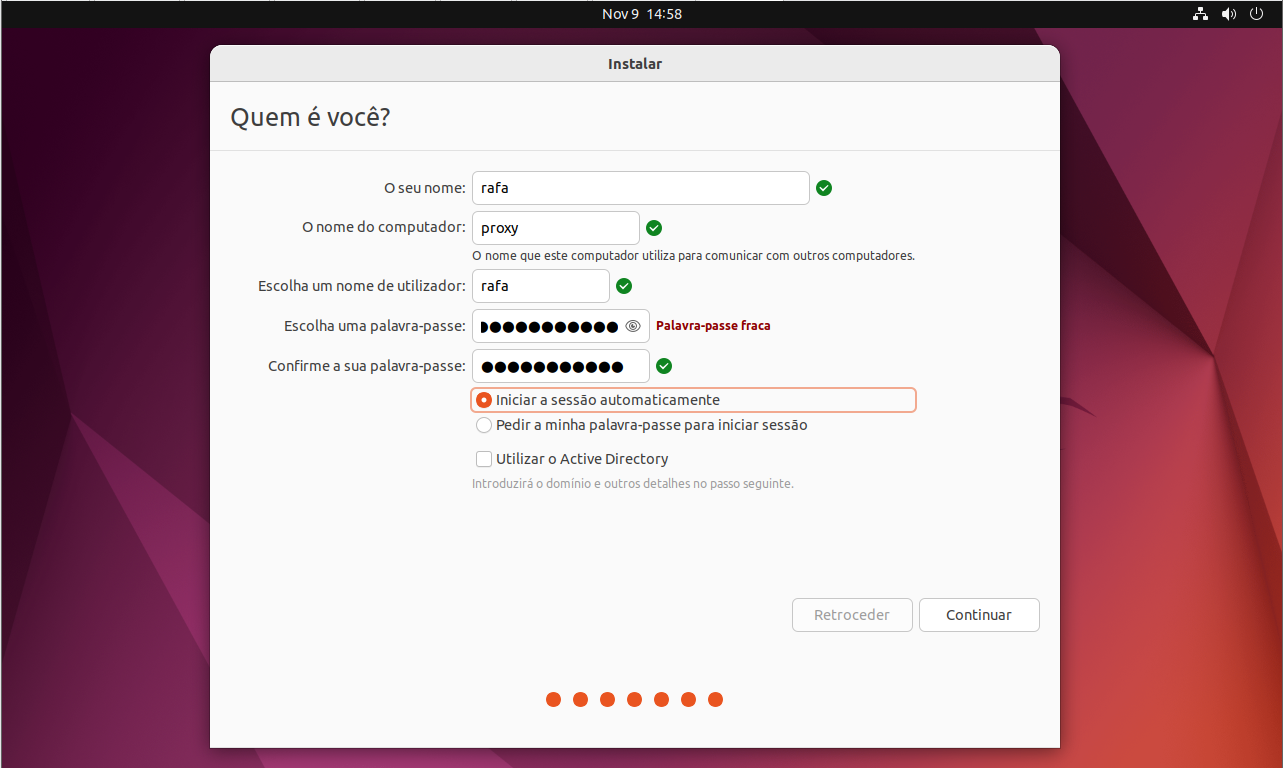 Nov 9 14:58
Instalar
Quem é você?
O seu nome: rafa
O nome do computador: proxy
O nome que este computador utiliza para comunicar com outros computadores.
Escolha um nome de utilizador: rafa
Escolha uma palavra-passe: ●●●●●●●●●●● Palavra-passe fraca
Confirme a sua palavra-passe: ●●●●●●●●●●●
Iniciar a sessão automaticamente
Pedir a minha palavra-passe para iniciar sessão
Utilizar o Active Directory
Introduzirá o domínio e outros detalhes no passo seguinte.
Retroceder Continuar